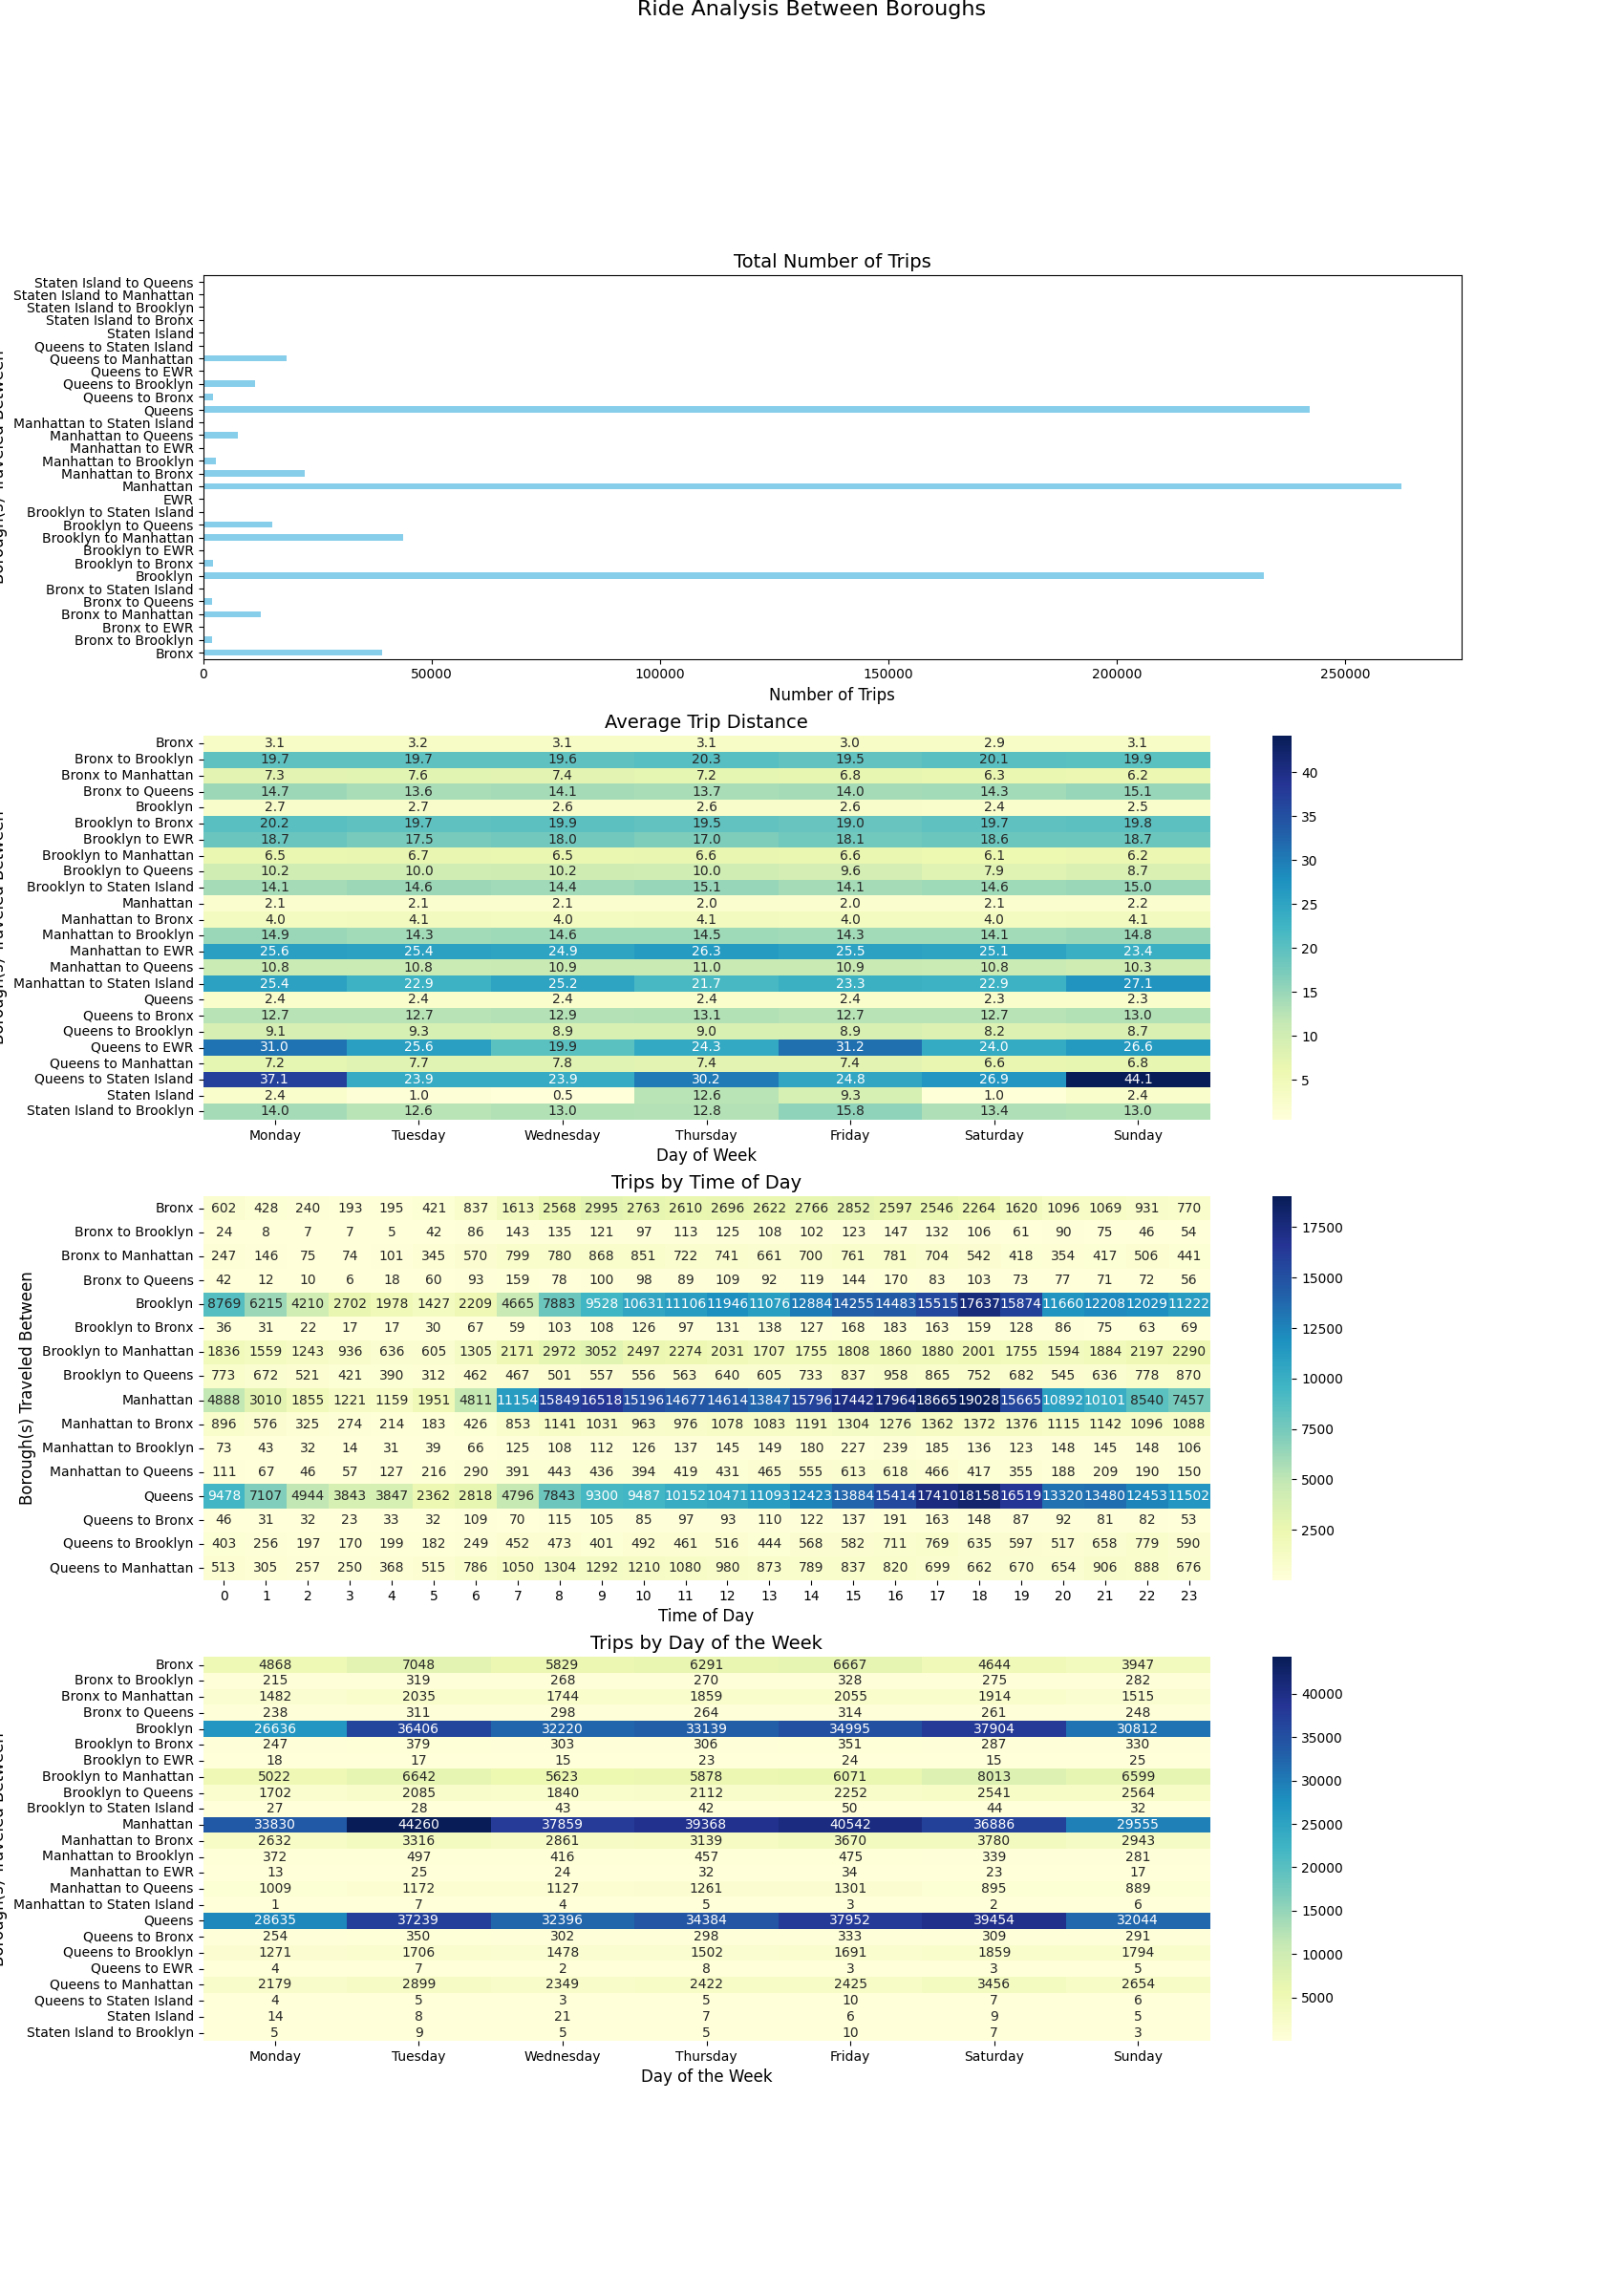 Ride Analysis Between Boroughs
Total Number of Trips
Staten Island to Queens
Staten Island to Manhattan
Staten Island to Brooklyn
Staten Island to Bronx
Staten Island
Queens to Staten Island
Queens to Manhattan
Queens to EWR
Queens to Brooklyn
Queens to Bronx
Queens
Manhattan to Staten Island
Manhattan to Queens
Manhattan to EWR
Manhattan to Brooklyn
Manhattan to Bronx
Manhattan
EWR
Brooklyn to Staten Island
Brooklyn to Queens
Brooklyn to Manhattan
Brooklyn to EWR
Brooklyn to Bronx
Brooklyn
Bronx to Staten Island
Bronx to Queens
Bronx to Manhattan
Bronx to EWR
Bronx to Brooklyn
Bronx
0 50000 100000 150000 200000 250000
Number of Trips
Average Trip Distance
Bronx 3.1 3.2 3.1 3.1 3.0 2.9 3.1
Bronx to Brooklyn 19.7 19.7 19.6 20.3 19.5 20.1 19.9
Bronx to Manhattan 7.3 7.6 7.4 7.2 6.8 6.3 6.2
Bronx to Queens 14.7 13.6 14.1 13.7 14.0 14.3 15.1
Brooklyn 2.7 2.7 2.6 2.6 2.6 2.4 2.5
Brooklyn to Bronx 20.2 19.7 19.9 19.5 19.0 19.7 19.8
Brooklyn to EWR 18.7 17.5 18.0 17.0 18.1 18.6 18.7
Brooklyn to Manhattan 6.5 6.7 6.5 6.6 6.6 6.1 6.2
Brooklyn to Queens 10.2 10.0 10.2 10.0 9.6 7.9 8.7
Brooklyn to Staten Island 14.1 14.6 14.4 15.1 14.1 14.6 15.0
Manhattan 2.1 2.1 2.1 2.0 2.0 2.1 2.2
Manhattan to Bronx 4.0 4.1 4.0 4.1 4.0 4.0 4.1
Manhattan to Brooklyn 14.9 14.3 14.6 14.5 14.3 14.1 14.8
Manhattan to EWR 25.6 25.4 24.9 26.3 25.5 25.1 23.4
Manhattan to Queens 10.8 10.8 10.9 11.0 10.9 10.8 10.3
Manhattan to Staten Island 25.4 22.9 25.2 21.7 23.3 22.9 27.1
Queens 2.4 2.4 2.4 2.4 2.4 2.3 2.3
Queens to Bronx 12.7 12.7 12.9 13.1 12.7 12.7 13.0
Queens to Brooklyn 9.1 9.3 8.9 9.0 8.9 8.2 8.7
Queens to EWR 31.0 25.6 19.9 24.3 31.2 24.0 26.6
Queens to Manhattan 7.2 7.7 7.8 7.4 7.4 6.6 6.8
Queens to Staten Island 37.1 23.9 23.9 30.2 24.8 26.9 44.1
Staten Island 2.4 1.0 0.5 12.6 9.3 1.0 2.4
Staten Island to Brooklyn 14.0 12.6 13.0 12.8 15.8 13.4 13.0
Monday Tuesday Wednesday Thursday Friday Saturday Sunday
Day of Week
40
35
30
25
20
15
10
5
Trips by Time of Day
Borough(s) Traveled Between
Bronx 602 428 240 193 195 421 837 1613 2568 2995 2763 2610 2696 2622 2766 2852 2597 2546 2264 1620 1096 1069 931 770
Bronx to Brooklyn 24 8 7 7 5 42 86 143 135 121 97 113 125 108 102 123 147 132 106 61 90 75 46 54
Bronx to Manhattan 247 146 75 74 101 345 570 799 780 868 851 722 741 661 700 761 781 704 542 418 354 417 506 441
Bronx to Queens 42 12 10 6 18 60 93 159 78 100 98 89 109 92 119 144 170 83 103 73 77 71 72 56
Brooklyn 8769 6215 4210 2702 1978 1427 2209 4665 7883 9528 10631 11106 11946 11076 12884 14255 14483 15515 17637 15874 11660 12208 12029 11222
Brooklyn to Bronx 36 31 22 17 17 30 67 59 103 108 126 97 131 138 127 168 183 163 159 128 86 75 63 69
Brooklyn to Manhattan 1836 1559 1243 936 636 605 1305 2171 2972 3052 2497 2274 2031 1707 1755 1808 1860 1880 2001 1755 1594 1884 2197 2290
Brooklyn to Queens 773 672 521 421 390 312 462 467 501 557 556 563 640 605 733 837 958 865 752 682 545 636 778 870
Manhattan 4888 3010 1855 1221 1159 1951 4811 11154 15849 16518 15196 14677 14614 13847 15796 17442 17964 18665 19028 15665 10892 10101 8540 7457
Manhattan to Bronx 896 576 325 274 214 183 426 853 1141 1031 963 976 1078 1083 1191 1304 1276 1362 1372 1376 1115 1142 1096 1088
Manhattan to Brooklyn 73 43 32 14 31 39 66 125 108 112 126 137 145 149 180 227 239 185 136 123 148 145 148 106
Manhattan to Queens 111 67 46 57 127 216 290 391 443 436 394 419 431 465 555 613 618 466 417 355 188 209 190 150
Queens 9478 7107 4944 3843 3847 2362 2818 4796 7843 9300 9487 10152 10471 11093 12423 13884 15414 17410 18158 16519 13320 13480 12453 11502
Queens to Bronx 46 31 32 23 33 32 109 70 115 105 85 97 93 110 122 137 191 163 148 87 92 81 82 53
Queens to Brooklyn 403 256 197 170 199 182 249 452 473 401 492 461 516 444 568 582 711 769 635 597 517 658 779 590
Queens to Manhattan 513 305 257 250 368 515 786 1050 1304 1292 1210 1080 980 873 789 837 820 699 662 670 654 906 888 676
0 1 2 3 4 5 6 7 8 9 10 11 12 13 14 15 16 17 18 19 20 21 22 23
Time of Day
17500
15000
12500
10000
7500
5000
2500
Trips by Day of the Week
Bronx 4868 7048 5829 6291 6667 4644 3947
Bronx to Brooklyn 215 319 268 270 328 275 282
Bronx to Manhattan 1482 2035 1744 1859 2055 1914 1515
Bronx to Queens 238 311 298 264 314 261 248
Brooklyn 26636 36406 32220 33139 34995 37904 30812
Brooklyn to Bronx 247 379 303 306 351 287 330
Brooklyn to EWR 18 17 15 23 24 15 25
Brooklyn to Manhattan 5022 6642 5623 5878 6071 8013 6599
Brooklyn to Queens 1702 2085 1840 2112 2252 2541 2564
Brooklyn to Staten Island 27 28 43 42 50 44 32
Manhattan 33830 44260 37859 39368 40542 36886 29555
Manhattan to Bronx 2632 3316 2861 3139 3670 3780 2943
Manhattan to Brooklyn 372 497 416 457 475 339 281
Manhattan to EWR 13 25 24 32 34 23 17
Manhattan to Queens 1009 1172 1127 1261 1301 895 889
Manhattan to Staten Island 1 7 4 5 3 2 6
Queens 28635 37239 32396 34384 37952 39454 32044
Queens to Bronx 254 350 302 298 333 309 291
Queens to Brooklyn 1271 1706 1478 1502 1691 1859 1794
Queens to EWR 4 7 2 8 3 3 5
Queens to Manhattan 2179 2899 2349 2422 2425 3456 2654
Queens to Staten Island 4 5 3 5 10 7 6
Staten Island 14 8 21 7 6 9 5
Staten Island to Brooklyn 5 9 5 5 10 7 3
Monday Tuesday Wednesday Thursday Friday Saturday Sunday
Day of the Week
40000
35000
30000
25000
20000
15000
10000
5000